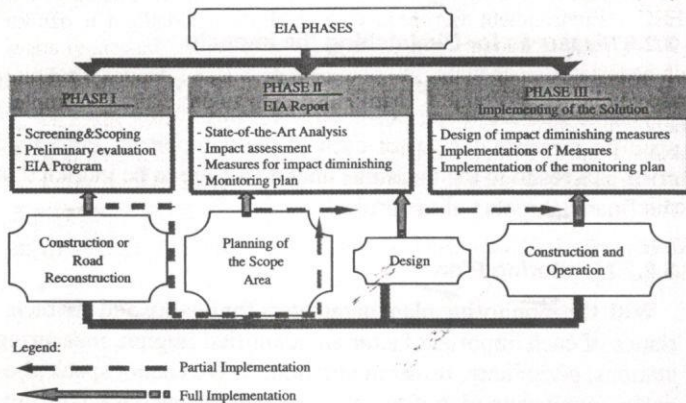 EIA PHASES
PHASE I
- Screening&Scoping
- Preliminary evaluation
- EIA Program
PHASE II
EIA Report
- State-of-the-Art Analysis
- Impact assessment
- Measures for impact diminishing
- Monitoring plan
PHASE III
Implementing of the Solution
- Design of impact diminishing measures
- Implementations of Measures
- Implementation of the monitoring plan
Construction or
Road
Reconstruction
Planning of
the Scope
Area
Design
Construction and
Operation
Legend:
Partial Implementation
Full Implementation